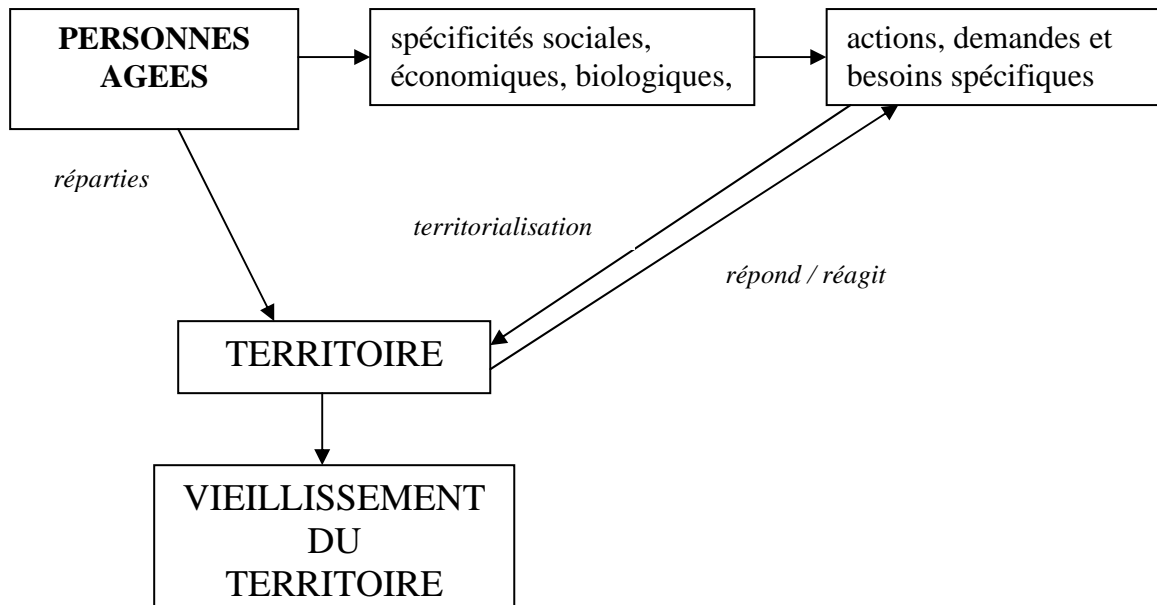 PERSONNES
AGEES
spécificités sociales,
économiques, biologiques,
actions, demandes et
besoins spécifiques
réparties
territorialisation
répond / réagit
TERRITOIRE
VIEILLISSEMENT
DU
TERRITOIRE